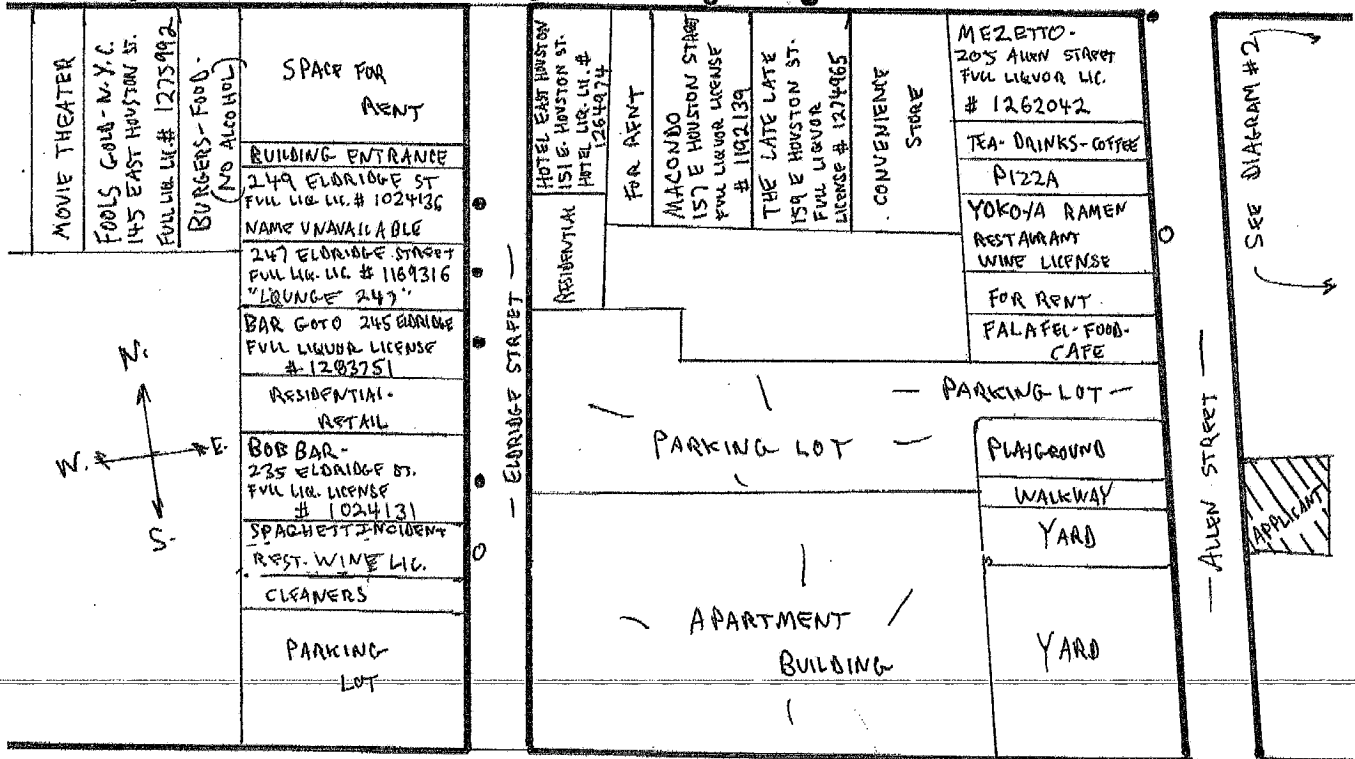 MOVIE THEATER
FOOLS GOLD-N.Y.C.
145 EAST HOUSTON ST.
FULL LIQ. LIC.# 1275992
BURGERS-FOOD-
(NO ALCOHOL)
SPACE FOR
RENT
BUILDING ENTRANCE
249 ELDRIDGE ST
FULL LIQ. LIC.# 1024136
NAME UNAVAILABLE
247 ELDRIDGE STREET
FULL LIQ. LIC. # 1169316
"LOUNGE 247"
BAR GOTO 245 ELDRIDGE
FULL LIQUOR LICENSE
# 1283751
RESIDENTIAL-
RETAIL
BOB BAR-
235 ELDRIDGE ST.
FULL LIQ. LICENSE
# 1024131
SPAGHETT INCIDENT
REST. WINE LIC.
CLEANERS
PARKING
LOT
N.
W.
E.
S.
— ELDRIDGE STREET —
HOTEL EAST HOUSTON
151 E. HOUSTON ST.
HOTEL LIQ. LIC. #
1264974
RESIDENTIAL
FOR RENT
MACONDO
157 E HOUSTON STREET
FULL LIQUOR LICENSE
# 1192139
THE LATE LATE
159 E HOUSTON ST.
FULL LIQUOR
LICENSE # 1274965
CONVENIENCE
STORE
MEZETTO-
205 ALLEN STREET
FULL LIQUOR LIC.
# 1262042
TEA-DRINKS-COFFEE
PIZZA
YOKOYA RAMEN
RESTAURANT
WINE LICENSE
FOR RENT
FALAFEL-FOOD-
CAFE
— PARKING LOT —
PARKING LOT
PLAYGROUND
WALKWAY
YARD
APARTMENT
BUILDING
YARD
— ALLEN STREET —
SEE DIAGRAM #2
APPLICANT